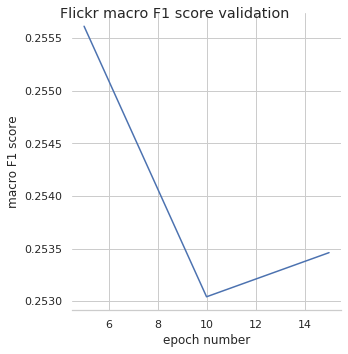 Flickr macro F1 score validation
0.2555
0.2550
0.2545
0.2540
0.2535
0.2530
macro F1 score
6 8 10 12 14
epoch number